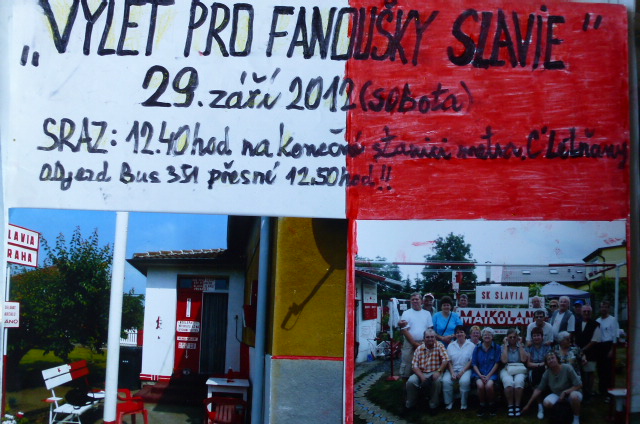 „VÝLET PRO FANOUŠKY SLAVIE“
29. září 2012 (sobota)
SRAZ: 12.40 hod na konečné stanici metra „C“ Letňany
Odjezd Bus 351 přesně 12.50 hod!!
SLAVIA
PRAHA
SK SLAVIA
MAJKOLANO